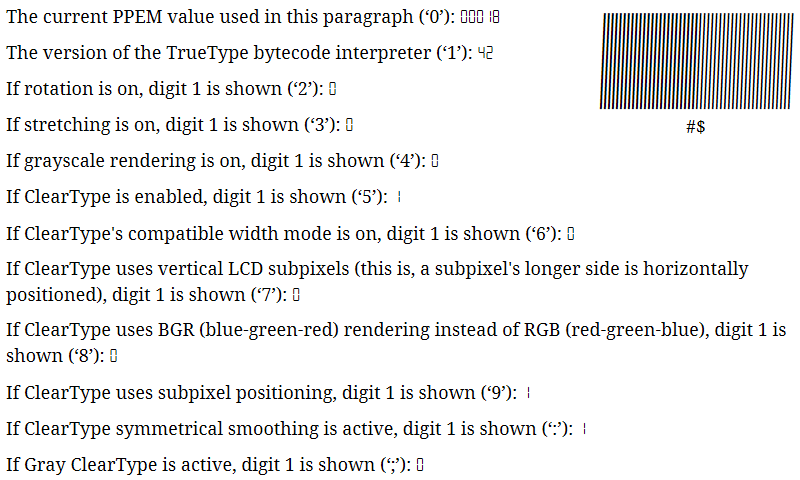 The current PPEM value used in this paragraph (‘0’): 00018
The version of the TrueType bytecode interpreter (‘1’): 42
If rotation is on, digit 1 is shown (‘2’): 0
If stretching is on, digit 1 is shown (‘3’): 0
#$
If grayscale rendering is on, digit 1 is shown (‘4’): 0
If ClearType is enabled, digit 1 is shown (‘5’): 1
If ClearType's compatible width mode is on, digit 1 is shown (‘6’): 0
If ClearType uses vertical LCD subpixels (this is, a subpixel's longer side is horizontally
positioned), digit 1 is shown (‘7’): 0
If ClearType uses BGR (blue-green-red) rendering instead of RGB (red-green-blue), digit 1 is
shown (‘8’): 0
If ClearType uses subpixel positioning, digit 1 is shown (‘9’): 1
If ClearType symmetrical smoothing is active, digit 1 is shown (‘:’): 1
If Gray ClearType is active, digit 1 is shown (‘;’): 0